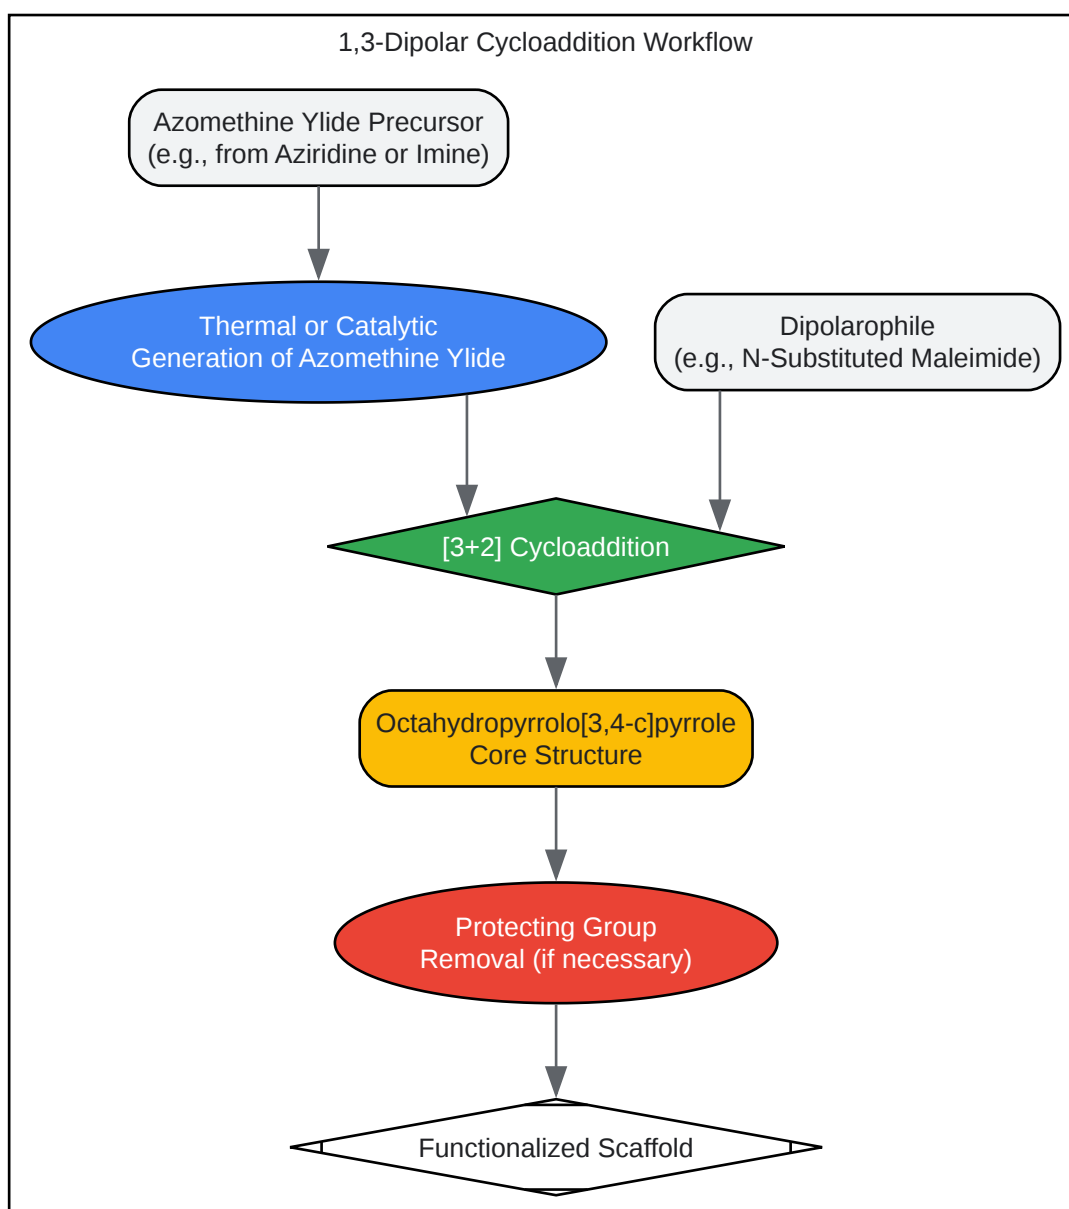 1,3-Dipolar Cycloaddition Workflow
Azomethine Ylide Precursor
(e.g., from Aziridine or Imine)
Thermal or Catalytic
Generation of Azomethine Ylide
Dipolarophile
(e.g., N-Substituted Maleimide)
[3+2] Cycloaddition
Octahydropyrrolo[3,4-c]pyrrole
Core Structure
Protecting Group
Removal (if necessary)
Functionalized Scaffold